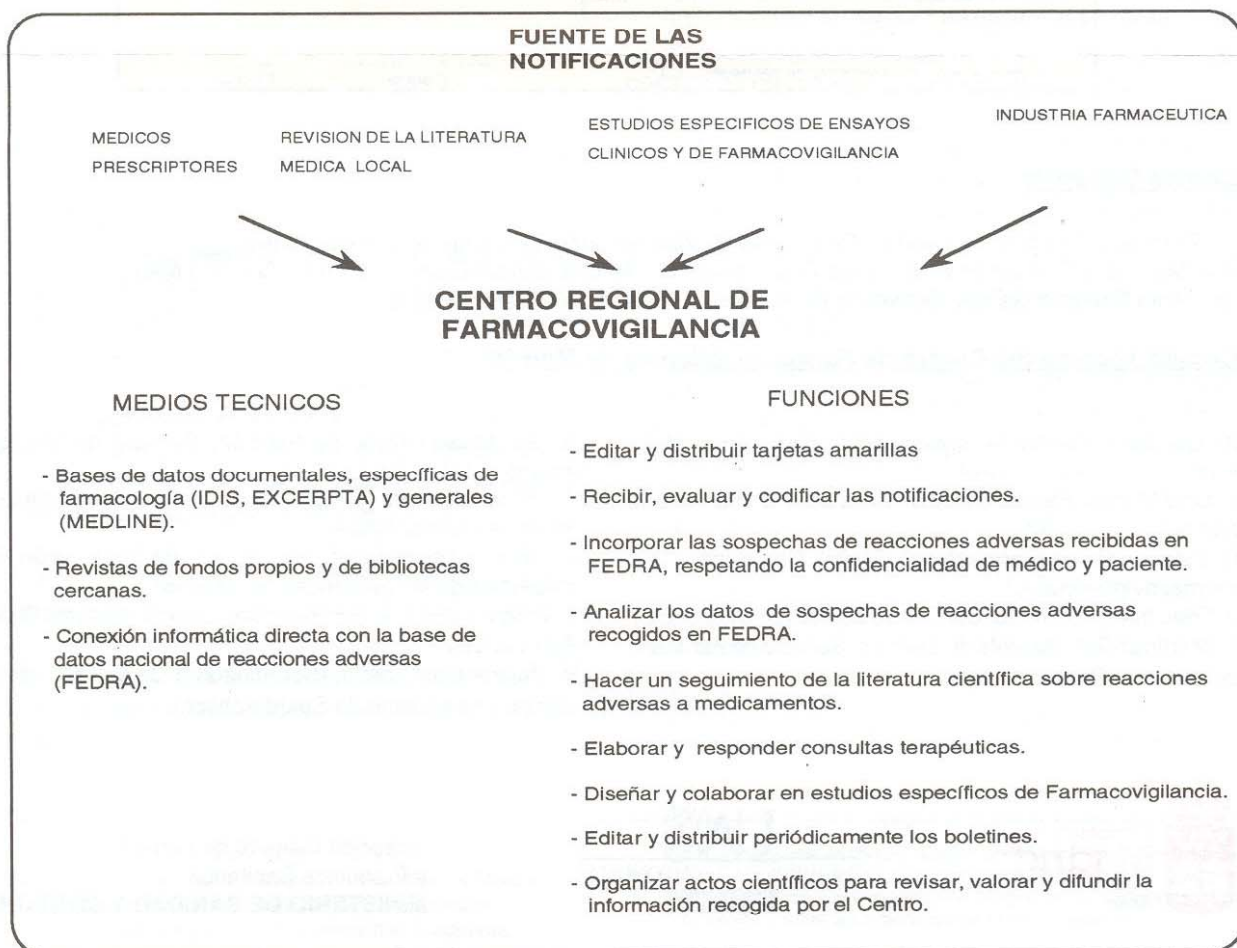 FUENTE DE LAS
NOTIFICACIONES
MEDICOS
PRESCRIPTORES
REVISION DE LA LITERATURA
MEDICA LOCAL
ESTUDIOS ESPECIFICOS DE ENSAYOS
CLINICOS Y DE FARMACOVIGILANCIA
INDUSTRIA FARMACEUTICA
CENTRO REGIONAL DE
FARMACOVIGILANCIA
MEDIOS TECNICOS
- Bases de datos documentales, específicas de
farmacología (IDIS, EXCERPTA) y generales
(MEDLINE).
- Revistas de fondos propios y de bibliotecas
cercanas.
- Conexión informática directa con la base de
datos nacional de reacciones adversas
(FEDRA).
FUNCIONES
- Editar y distribuir tarjetas amarillas
- Recibir, evaluar y codificar las notificaciones.
- Incorporar las sospechas de reacciones adversas recibidas en
FEDRA, respetando la confidencialidad de médico y paciente.
- Analizar los datos de sospechas de reacciones adversas
recogidos en FEDRA.
- Hacer un seguimiento de la literatura científica sobre reacciones
adversas a medicamentos.
- Elaborar y responder consultas terapéuticas.
- Diseñar y colaborar en estudios específicos de Farmacovigilancia.
- Editar y distribuir periódicamente los boletines.
- Organizar actos científicos para revisar, valorar y difundir la
información recogida por el Centro.